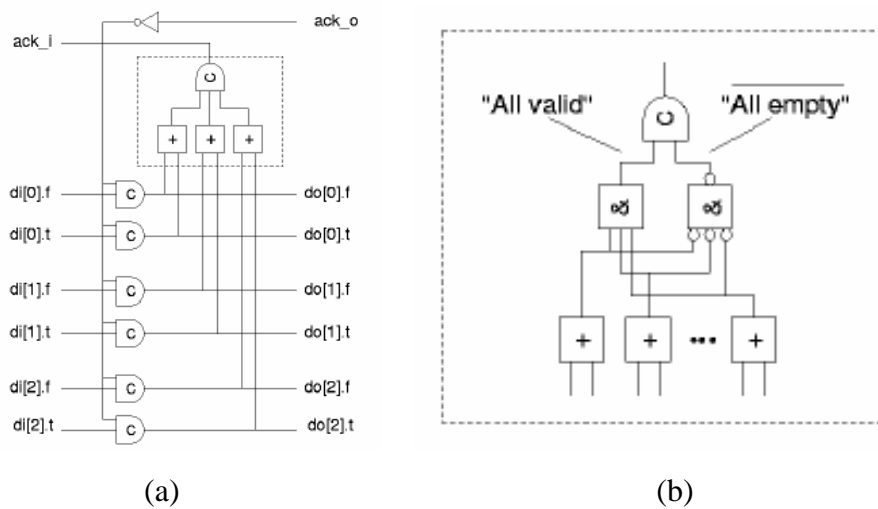 ack_o
ack_i
C
+ + +
di[0].f C do[0].f
di[0].t C do[0].t
di[1].f C do[1].f
di[1].t C do[1].t
di[2].f C do[2].f
di[2].t C do[2].t
(a)
"All valid" "All empty"
C
& &
+ + ••• +
(b)